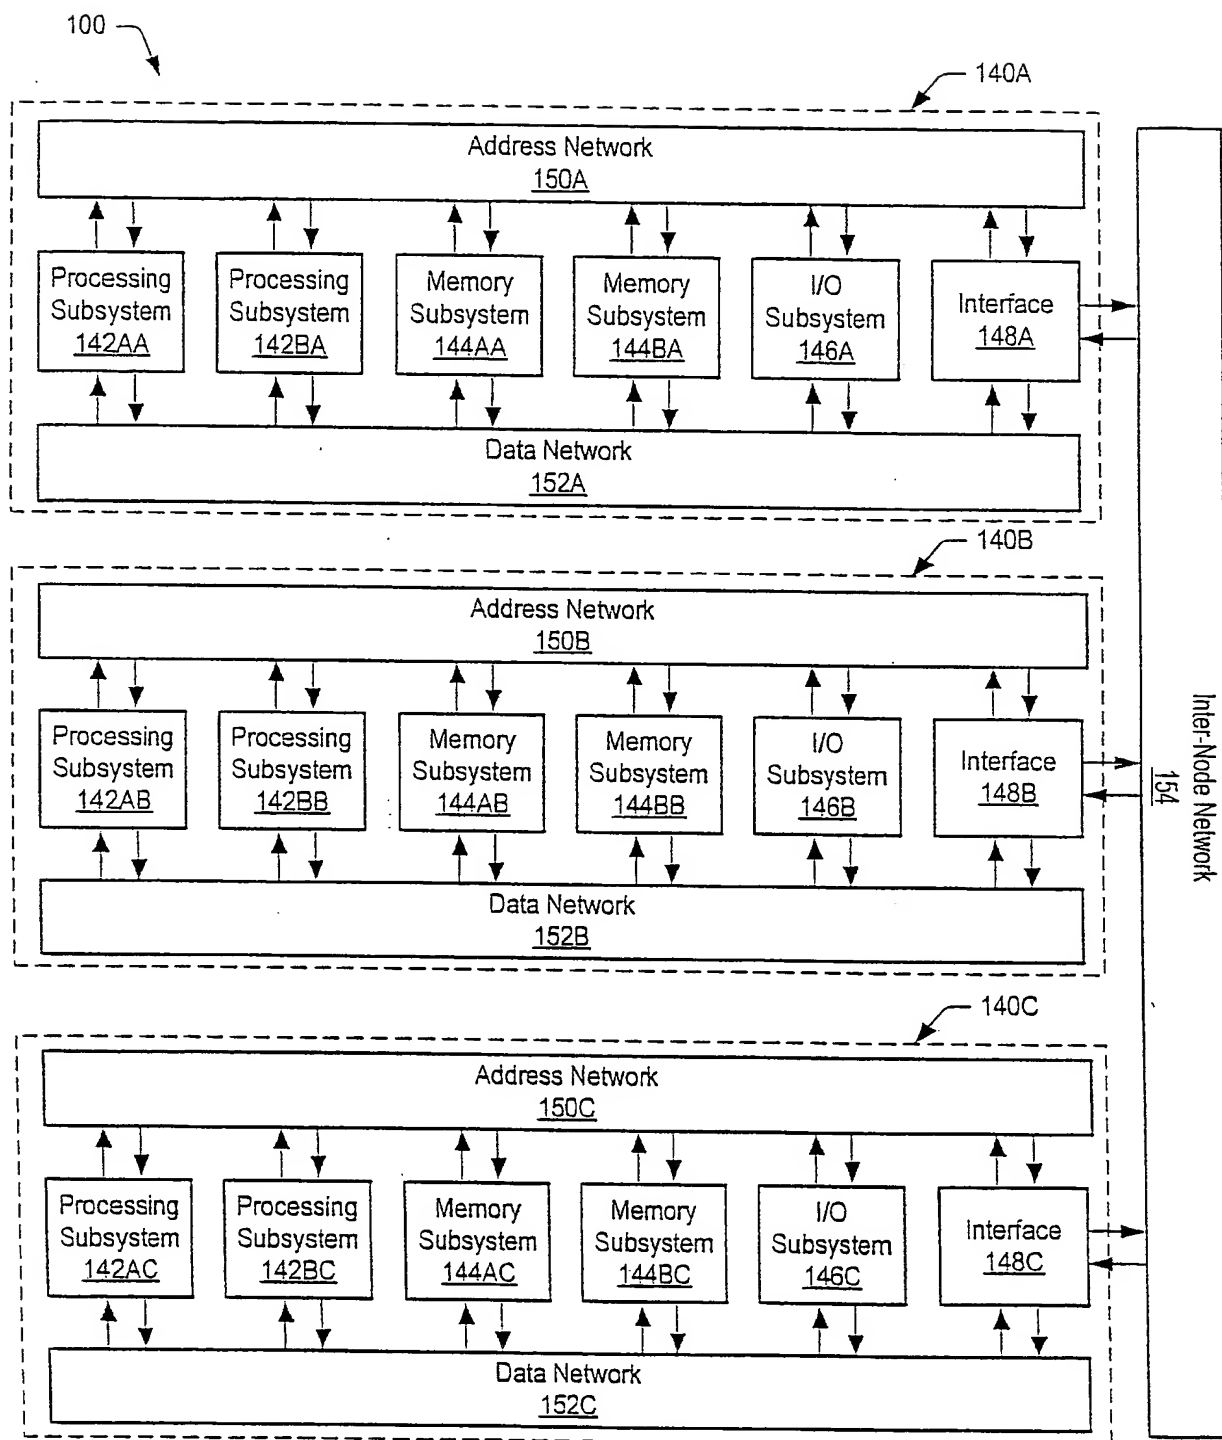 100
140A
Address Network
150A
Processing
Subsystem
142AA
Processing
Subsystem
142BA
Memory
Subsystem
144AA
Memory
Subsystem
144BA
I/O
Subsystem
146A
Interface
148A
Data Network
152A
140B
Address Network
150B
Processing
Subsystem
142AB
Processing
Subsystem
142BB
Memory
Subsystem
144AB
Memory
Subsystem
144BB
I/O
Subsystem
146B
Interface
148B
Data Network
152B
140C
Address Network
150C
Processing
Subsystem
142AC
Processing
Subsystem
142BC
Memory
Subsystem
144AC
Memory
Subsystem
144BC
I/O
Subsystem
146C
Interface
148C
Data Network
152C
Inter-Node Network
154